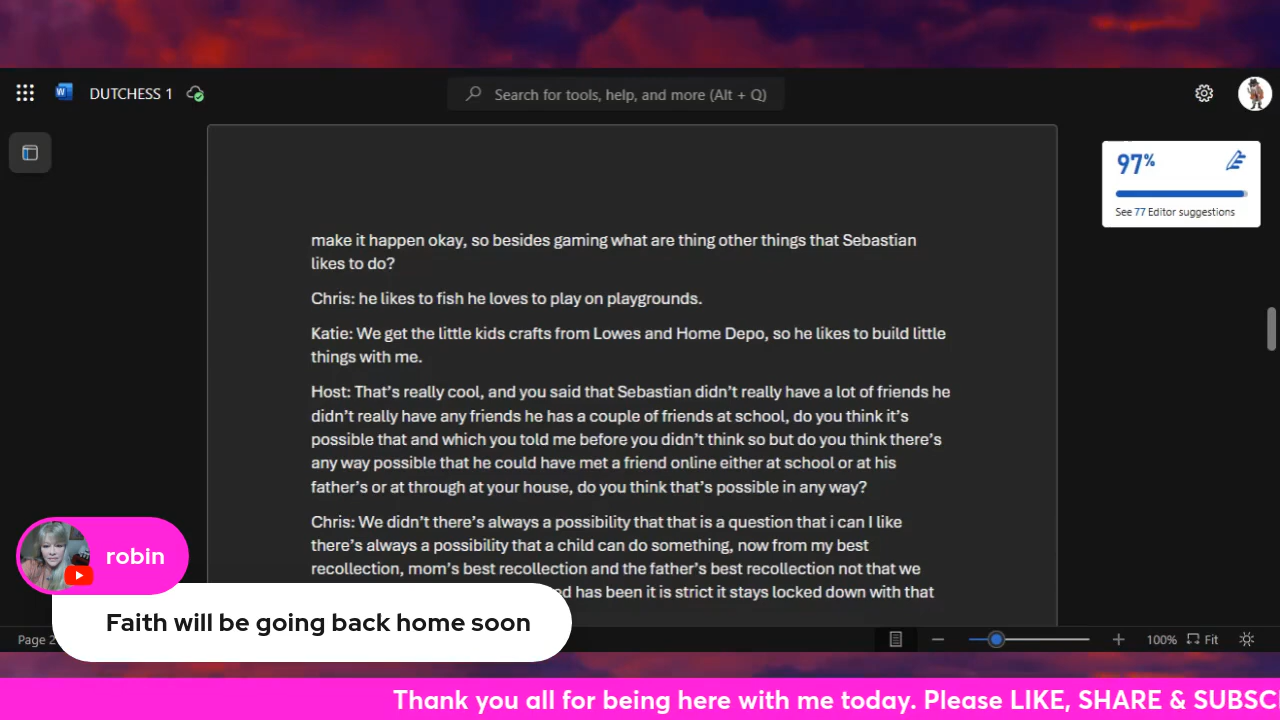 DUTCHESS 1
Search for tools, help, and more (Alt + Q)
97%
See 77 Editor suggestions
make it happen okay, so besides gaming what are thing other things that Sebastian
likes to do?
Chris: he likes to fish he loves to play on playgrounds.
Katie: We get the little kids crafts from Lowes and Home Depo, so he likes to build little
things with me.
Host: That's really cool, and you said that Sebastian didn't really have a lot of friends he
didn't really have any friends he has a couple of friends at school, do you think it's
possible that and which you told me before you didn't think so but do you think there's
any way possible that he could have met a friend online either at school or at his
father's or at through at your house, do you think that's possible in any way?
Chris: We didn't there's always a possibility that that is a question that i can I like
there's always a possibility that a child can do something, now from my best
recollection, mom's best recollection and the father's best recollection not that we
has been it is strict it stays locked down with that
robin
Faith will be going back home soon
Page 2
100%
Fit
Thank you all for being here with me today. Please LIKE, SHARE & SUBSC